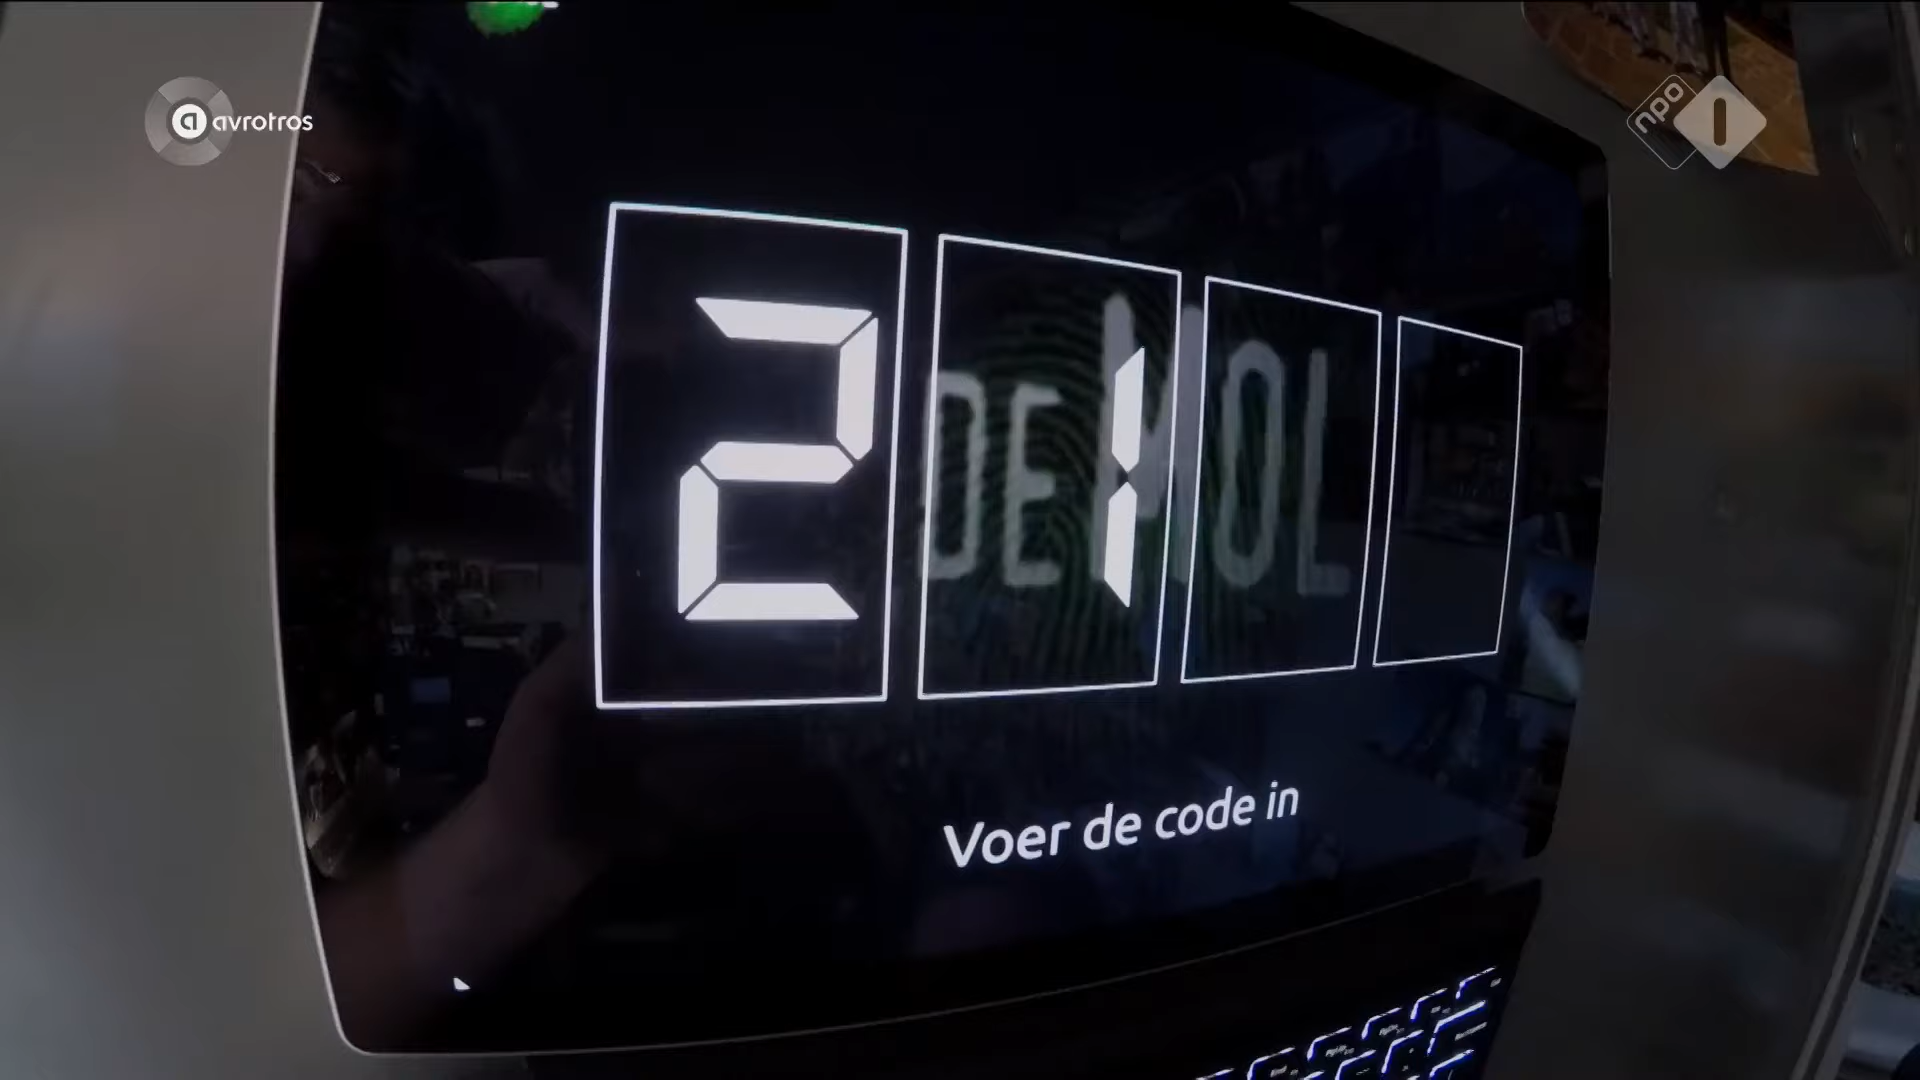 avrotros
npo 1
21
DE MOL
Voer de code in